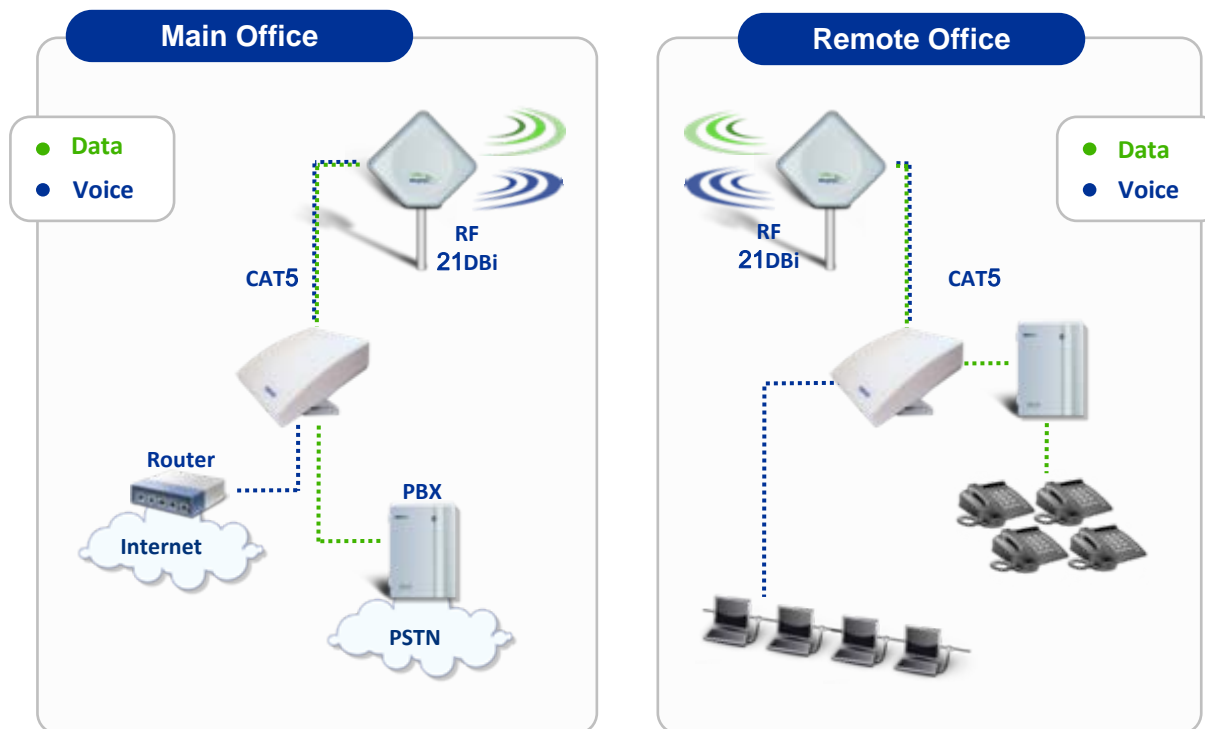 Main Office
Data
Voice
RF
21DBi
CAT5
Router
Internet
PBX
PSTN
Remote Office
Data
Voice
RF
21DBi
CAT5